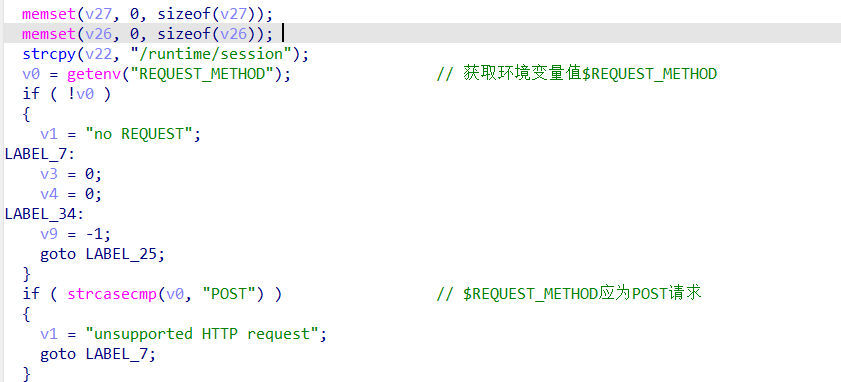 memset(v27, 0, sizeof(v27));
memset(v26, 0, sizeof(v26));
strcpy(v22, "/runtime/session");
v0 = getenv("REQUEST_METHOD"); // 获取环境变量值$REQUEST_METHOD
if ( !v0 )
{
v1 = "no REQUEST";
LABEL_7:
v3 = 0;
v4 = 0;
LABEL_34:
v9 = -1;
goto LABEL_25;
}
if ( strcasecmp(v0, "POST") ) // $REQUEST_METHOD应为POST请求
{
v1 = "unsupported HTTP request";
goto LABEL_7;
}